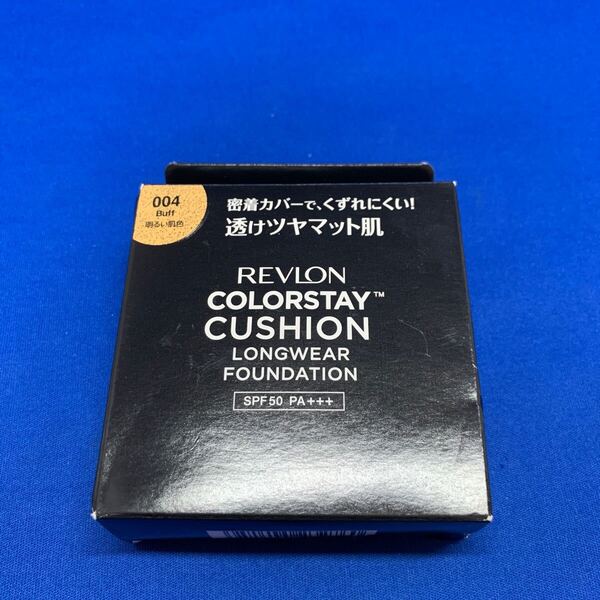 004
Buff
明るい肌色
密着カバーで、くずれにくい!
透けツヤマット肌
REVLON
COLORSTAY™
CUSHION
LONGWEAR
FOUNDATION
SPF50 PA+++